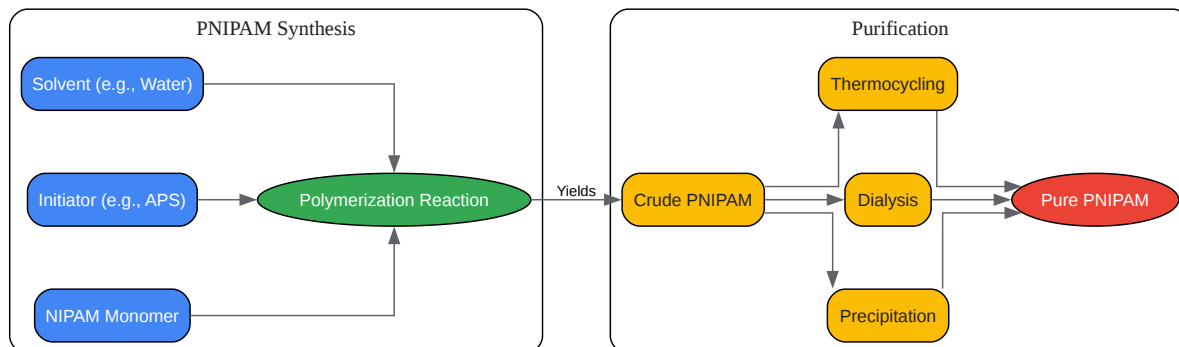 PNIPAM Synthesis
Solvent (e.g., Water)
Initiator (e.g., APS)
Polymerization Reaction
NIPAM Monomer
Yields
Purification
Thermocycling
Crude PNIPAM
Dialysis
Pure PNIPAM
Precipitation